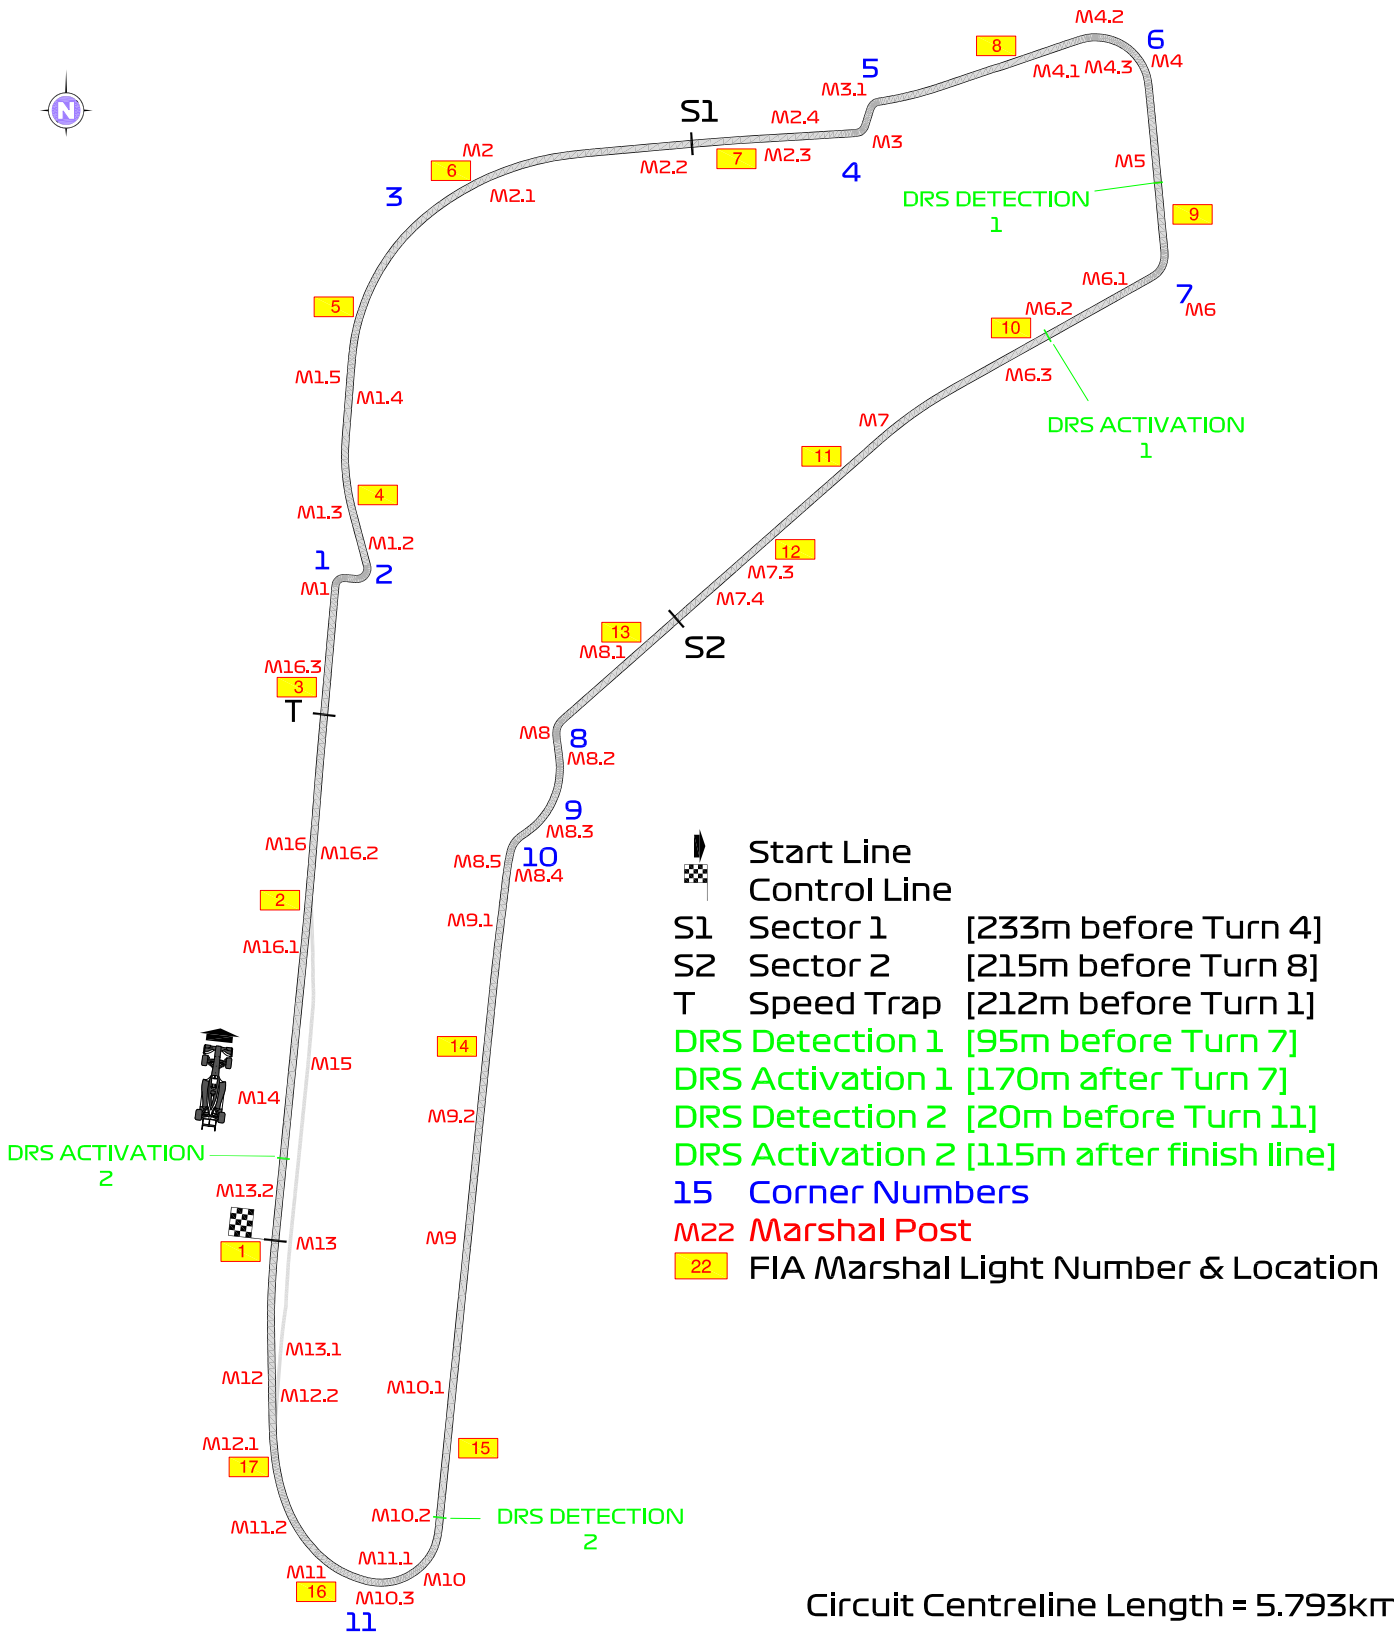 M4.2
6
8
M4
M4.1 M4.3
5
M3.1
N
S1
M2.4
M3
M2
7
M2.3
M2.2
4
6
M5
3
M2.1
DRS DETECTION
1
9
M6.1
7
M6
5
M6.2
10
M1.5
M6.3
M1.4
M7
DRS ACTIVATION
1
11
4
M1.3
M1.2
12
1
2
M7.3
M1
M7.4
13
S2
M8.1
M16.3
3
T
M8
8
M8.2
9
M8.3
M16
M16.2
10
M8.5
M8.4
2
M9.1
M16.1
Start Line
Control Line
S1 Sector 1 [233m before Turn 4]
S2 Sector 2 [215m before Turn 8]
T Speed Trap [212m before Turn 1]
DRS Detection 1 [95m before Turn 7]
DRS Activation 1 [170m after Turn 7]
DRS Detection 2 [20m before Turn 11]
DRS Activation 2 [115m after finish line]
15 Corner Numbers
M22 Marshal Post
22 FIA Marshal Light Number & Location
14
M15
M14
M9.2
DRS ACTIVATION
2
M13.2
M13
1
M9
M13.1
M12
M12.2
M10.1
M12.1
17
15
M10.2
DRS DETECTION
2
M11.2
M11.1
M11
M10
16
M10.3
11
Circuit Centreline Length = 5.793km